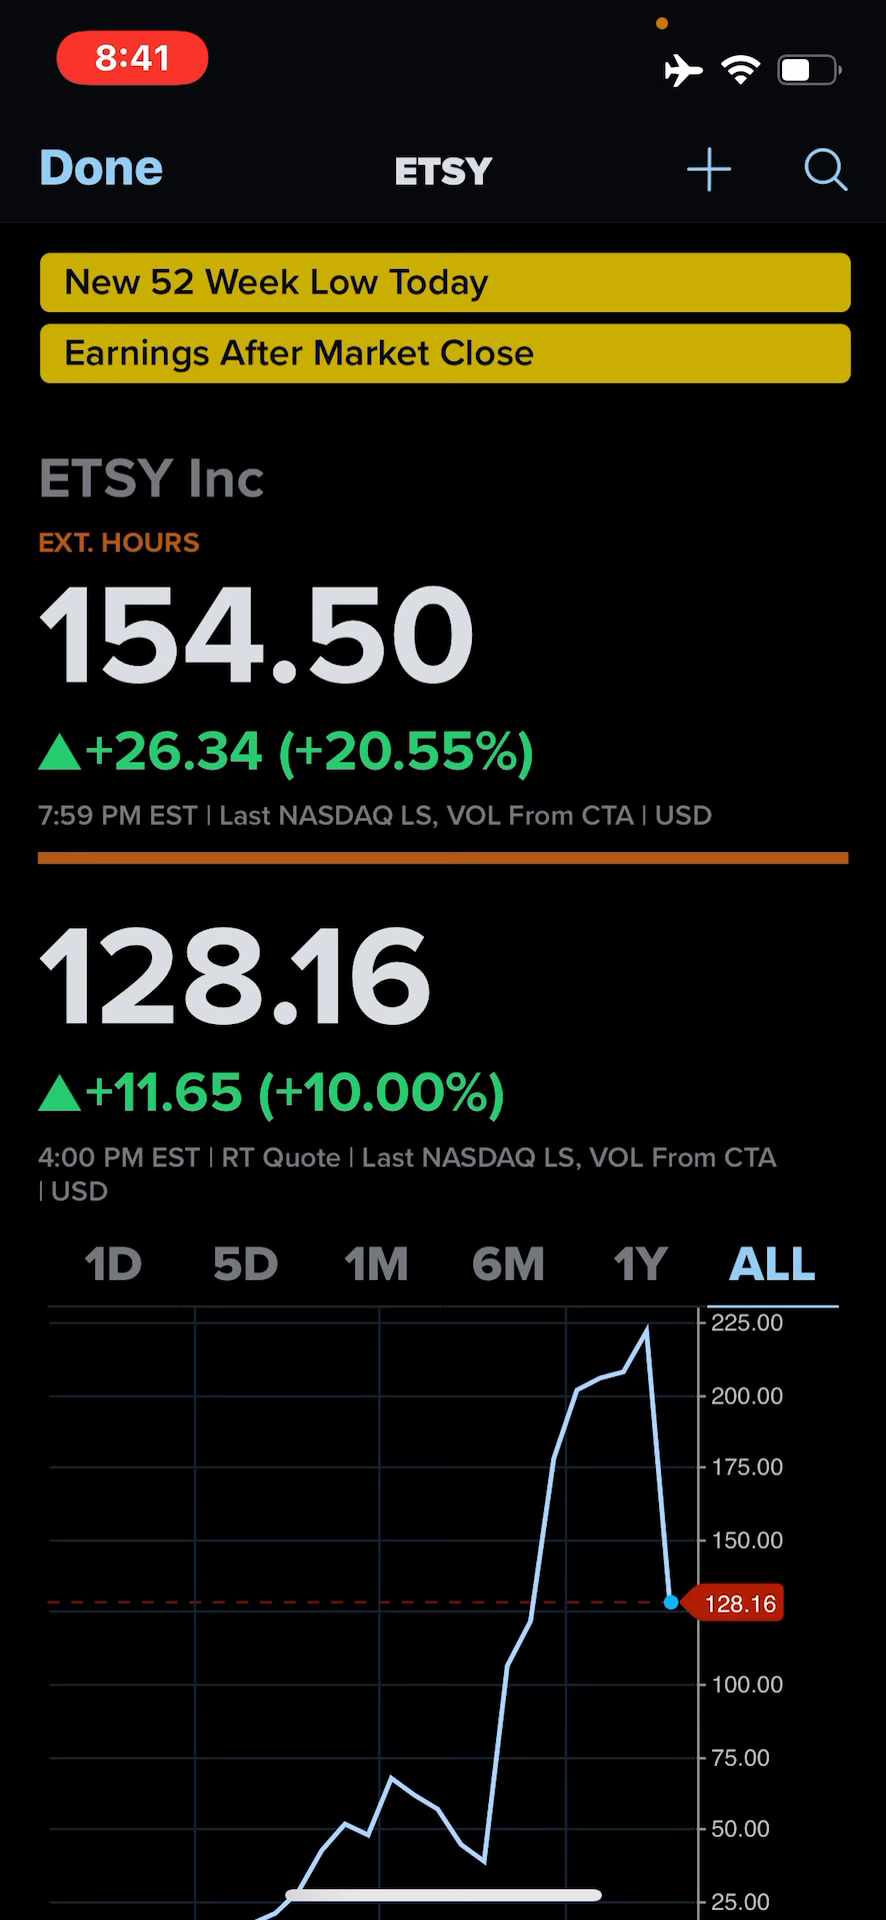 8:41
Done
ETSY
New 52 Week Low Today
Earnings After Market Close
ETSY Inc
EXT. HOURS
154.50
▲+26.34 (+20.55%)
7:59 PM EST | Last NASDAQ LS, VOL From CTA | USD
128.16
▲+11.65 (+10.00%)
4:00 PM EST | RT Quote | Last NASDAQ LS, VOL From CTA
| USD
1D 5D 1M 6M 1Y ALL
225.00
200.00
175.00
150.00
128.16
100.00
75.00
50.00
25.00